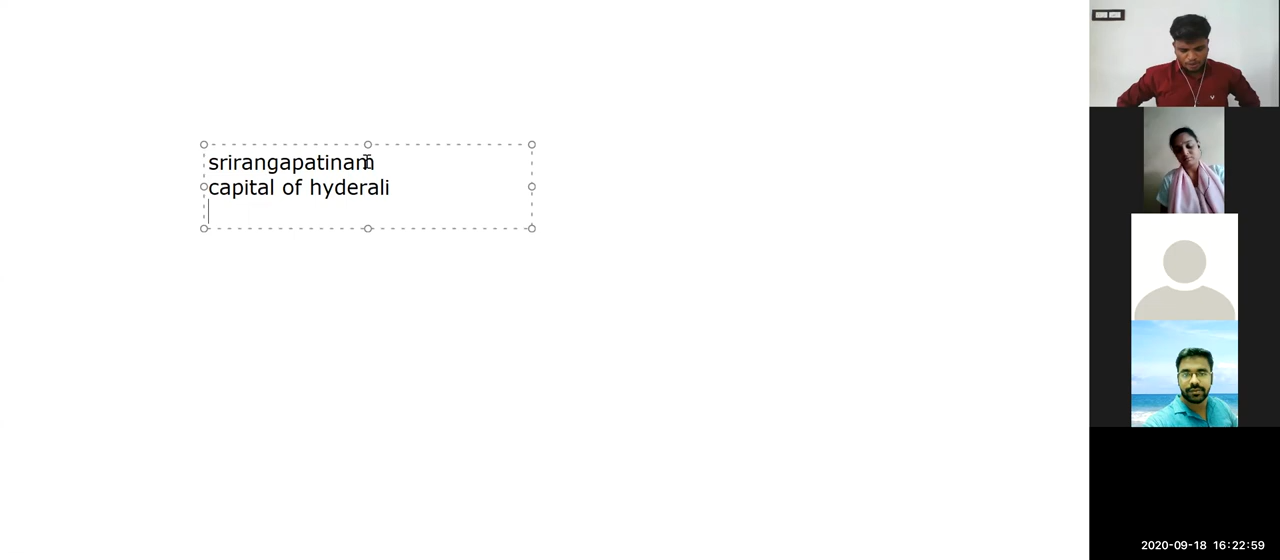 srirangapatinam
capital of hyderali
2020-09-18 16:22:59